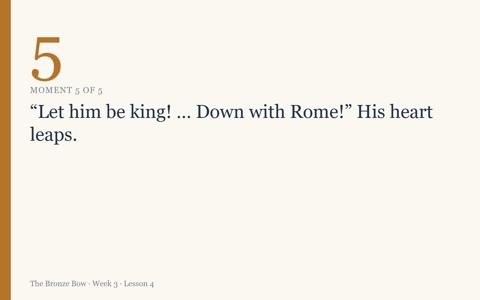 5
MOMENT 5 OF 5
“Let him be king! … Down with Rome!” His heart
leaps.
The Bronze Bow · Week 3 · Lesson 4